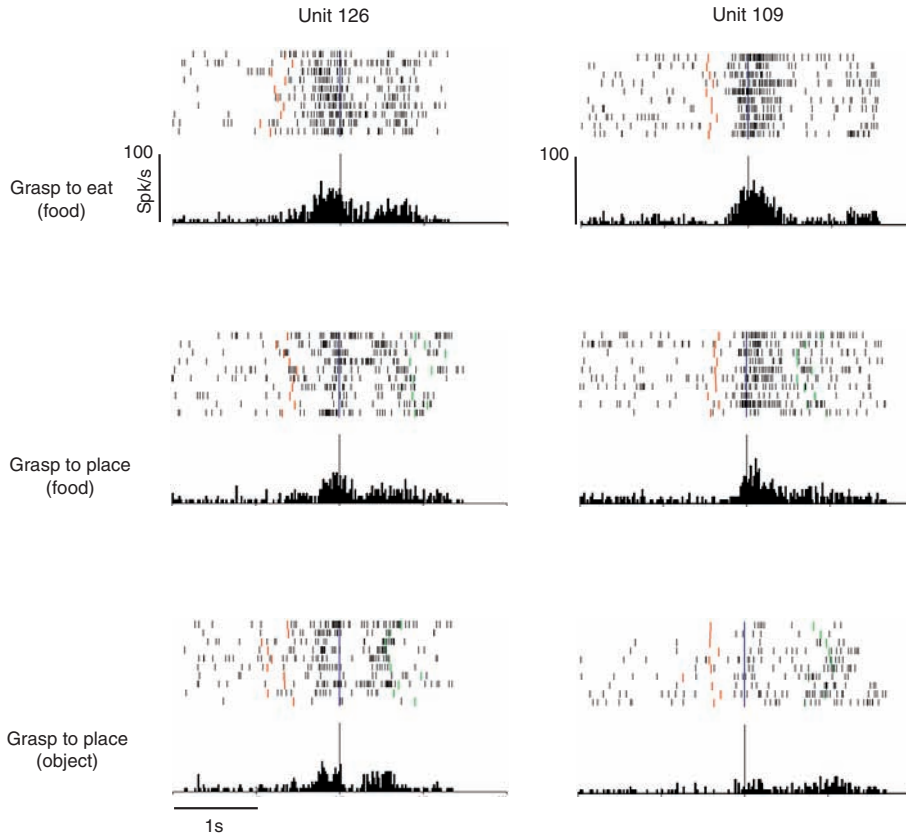 Unit 126
Unit 109
100
Spk/s
100
Grasp to eat
(food)
Grasp to place
(food)
Grasp to place
(object)
1s